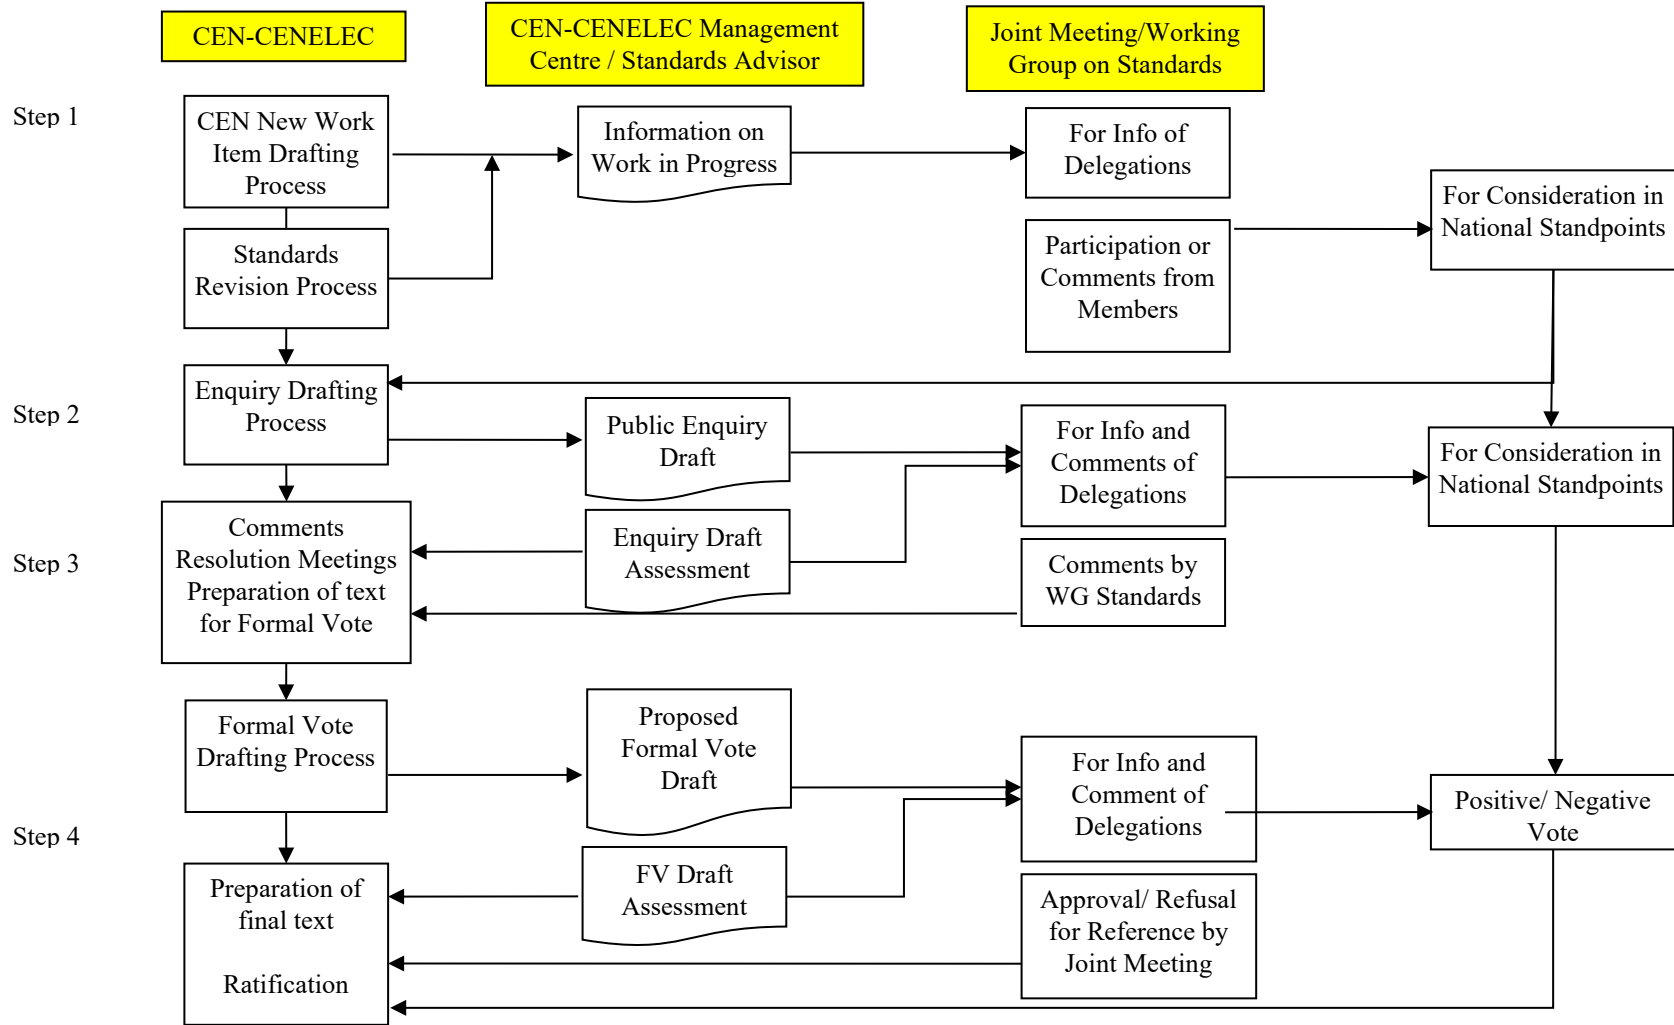 CEN-CENELEC
CEN-CENELEC Management
Centre / Standards Advisor
Joint Meeting/Working
Group on Standards
Step 1
CEN New Work
Item Drafting
Process
Information on
Work in Progress
For Info of
Delegations
For Consideration in
National Standpoints
Standards
Revision Process
Participation or
Comments from
Members
Step 2
Enquiry Drafting
Process
Public Enquiry
Draft
For Info and
Comments of
Delegations
For Consideration in
National Standpoints
Step 3
Comments
Resolution Meetings
Preparation of text
for Formal Vote
Enquiry Draft
Assessment
Comments by
WG Standards
Formal Vote
Drafting Process
Proposed
Formal Vote
Draft
For Info and
Comment of
Delegations
Positive/ Negative
Vote
Step 4
Preparation of
final text
Ratification
FV Draft
Assessment
Approval/ Refusal
for Reference by
Joint Meeting